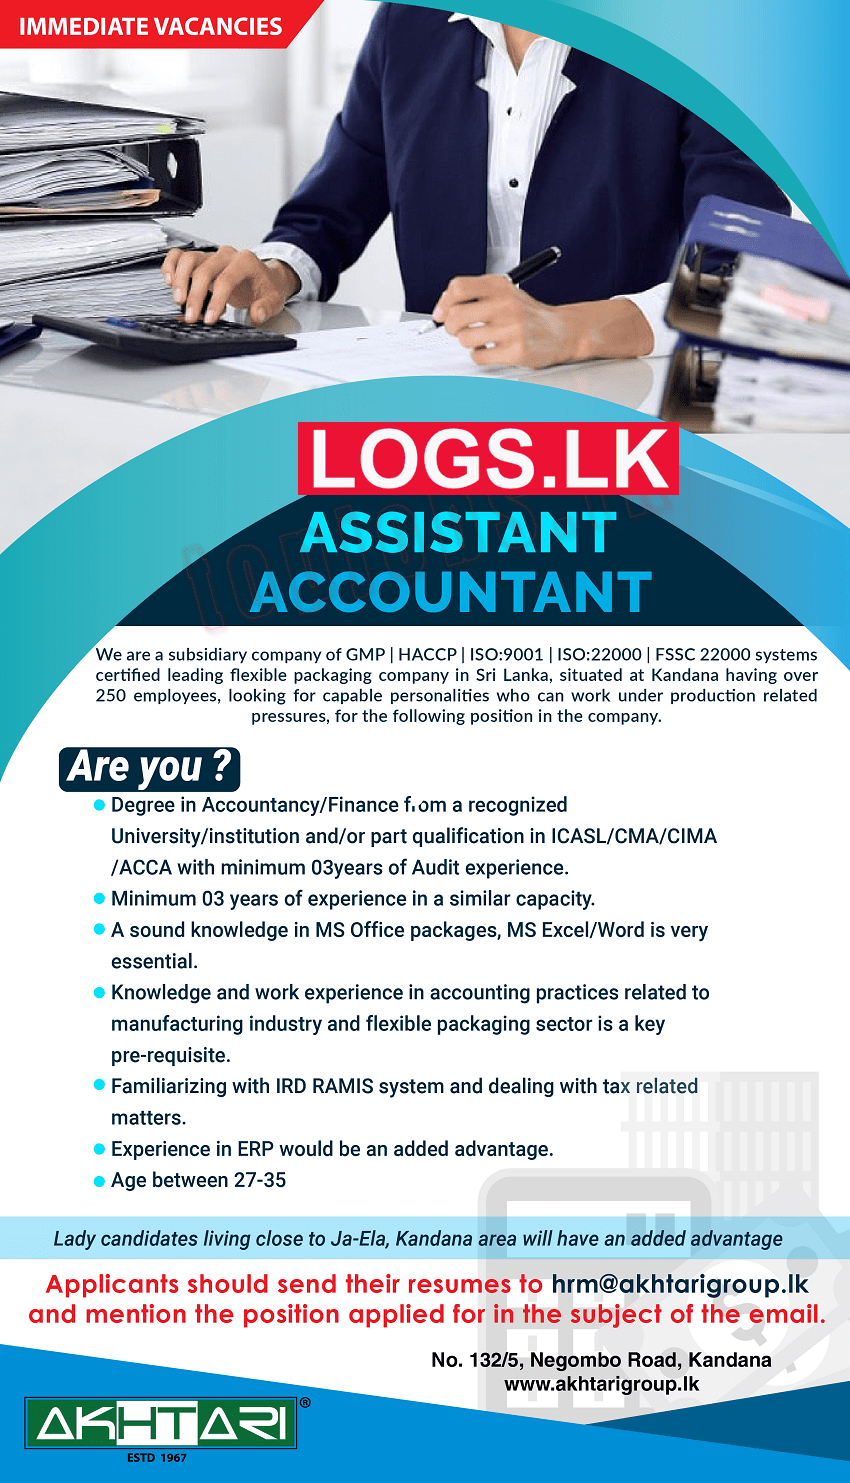 IMMEDIATE VACANCIES
LOGS.LK
ASSISTANT
ACCOUNTANT
We are a subsidiary company of GMP | HACCP | ISO:9001 | ISO:22000 | FSSC 22000 systems
certified leading flexible packaging company in Sri Lanka, situated at Kandana having over
250 employees, looking for capable personalities who can work under production related
pressures, for the following position in the company.
Are you ?
Degree in Accountancy/Finance from a recognized
University/institution and/or part qualification in ICASL/CMA/CIMA
/ACCA with minimum 03years of Audit experience.
Minimum 03 years of experience in a similar capacity.
A sound knowledge in MS Office packages, MS Excel/Word is very
essential.
Knowledge and work experience in accounting practices related to
manufacturing industry and flexible packaging sector is a key
pre-requisite.
Familiarizing with IRD RAMIS system and dealing with tax related
matters.
Experience in ERP would be an added advantage.
Age between 27-35
Lady candidates living close to Ja-Ela, Kandana area will have an added advantage
Applicants should send their resumes to hrm@akhtarigroup.lk
and mention the position applied for in the subject of the email.
No. 132/5, Negombo Road, Kandana
www.akhtarigroup.lk
AKHTARI®
ESTD 1967